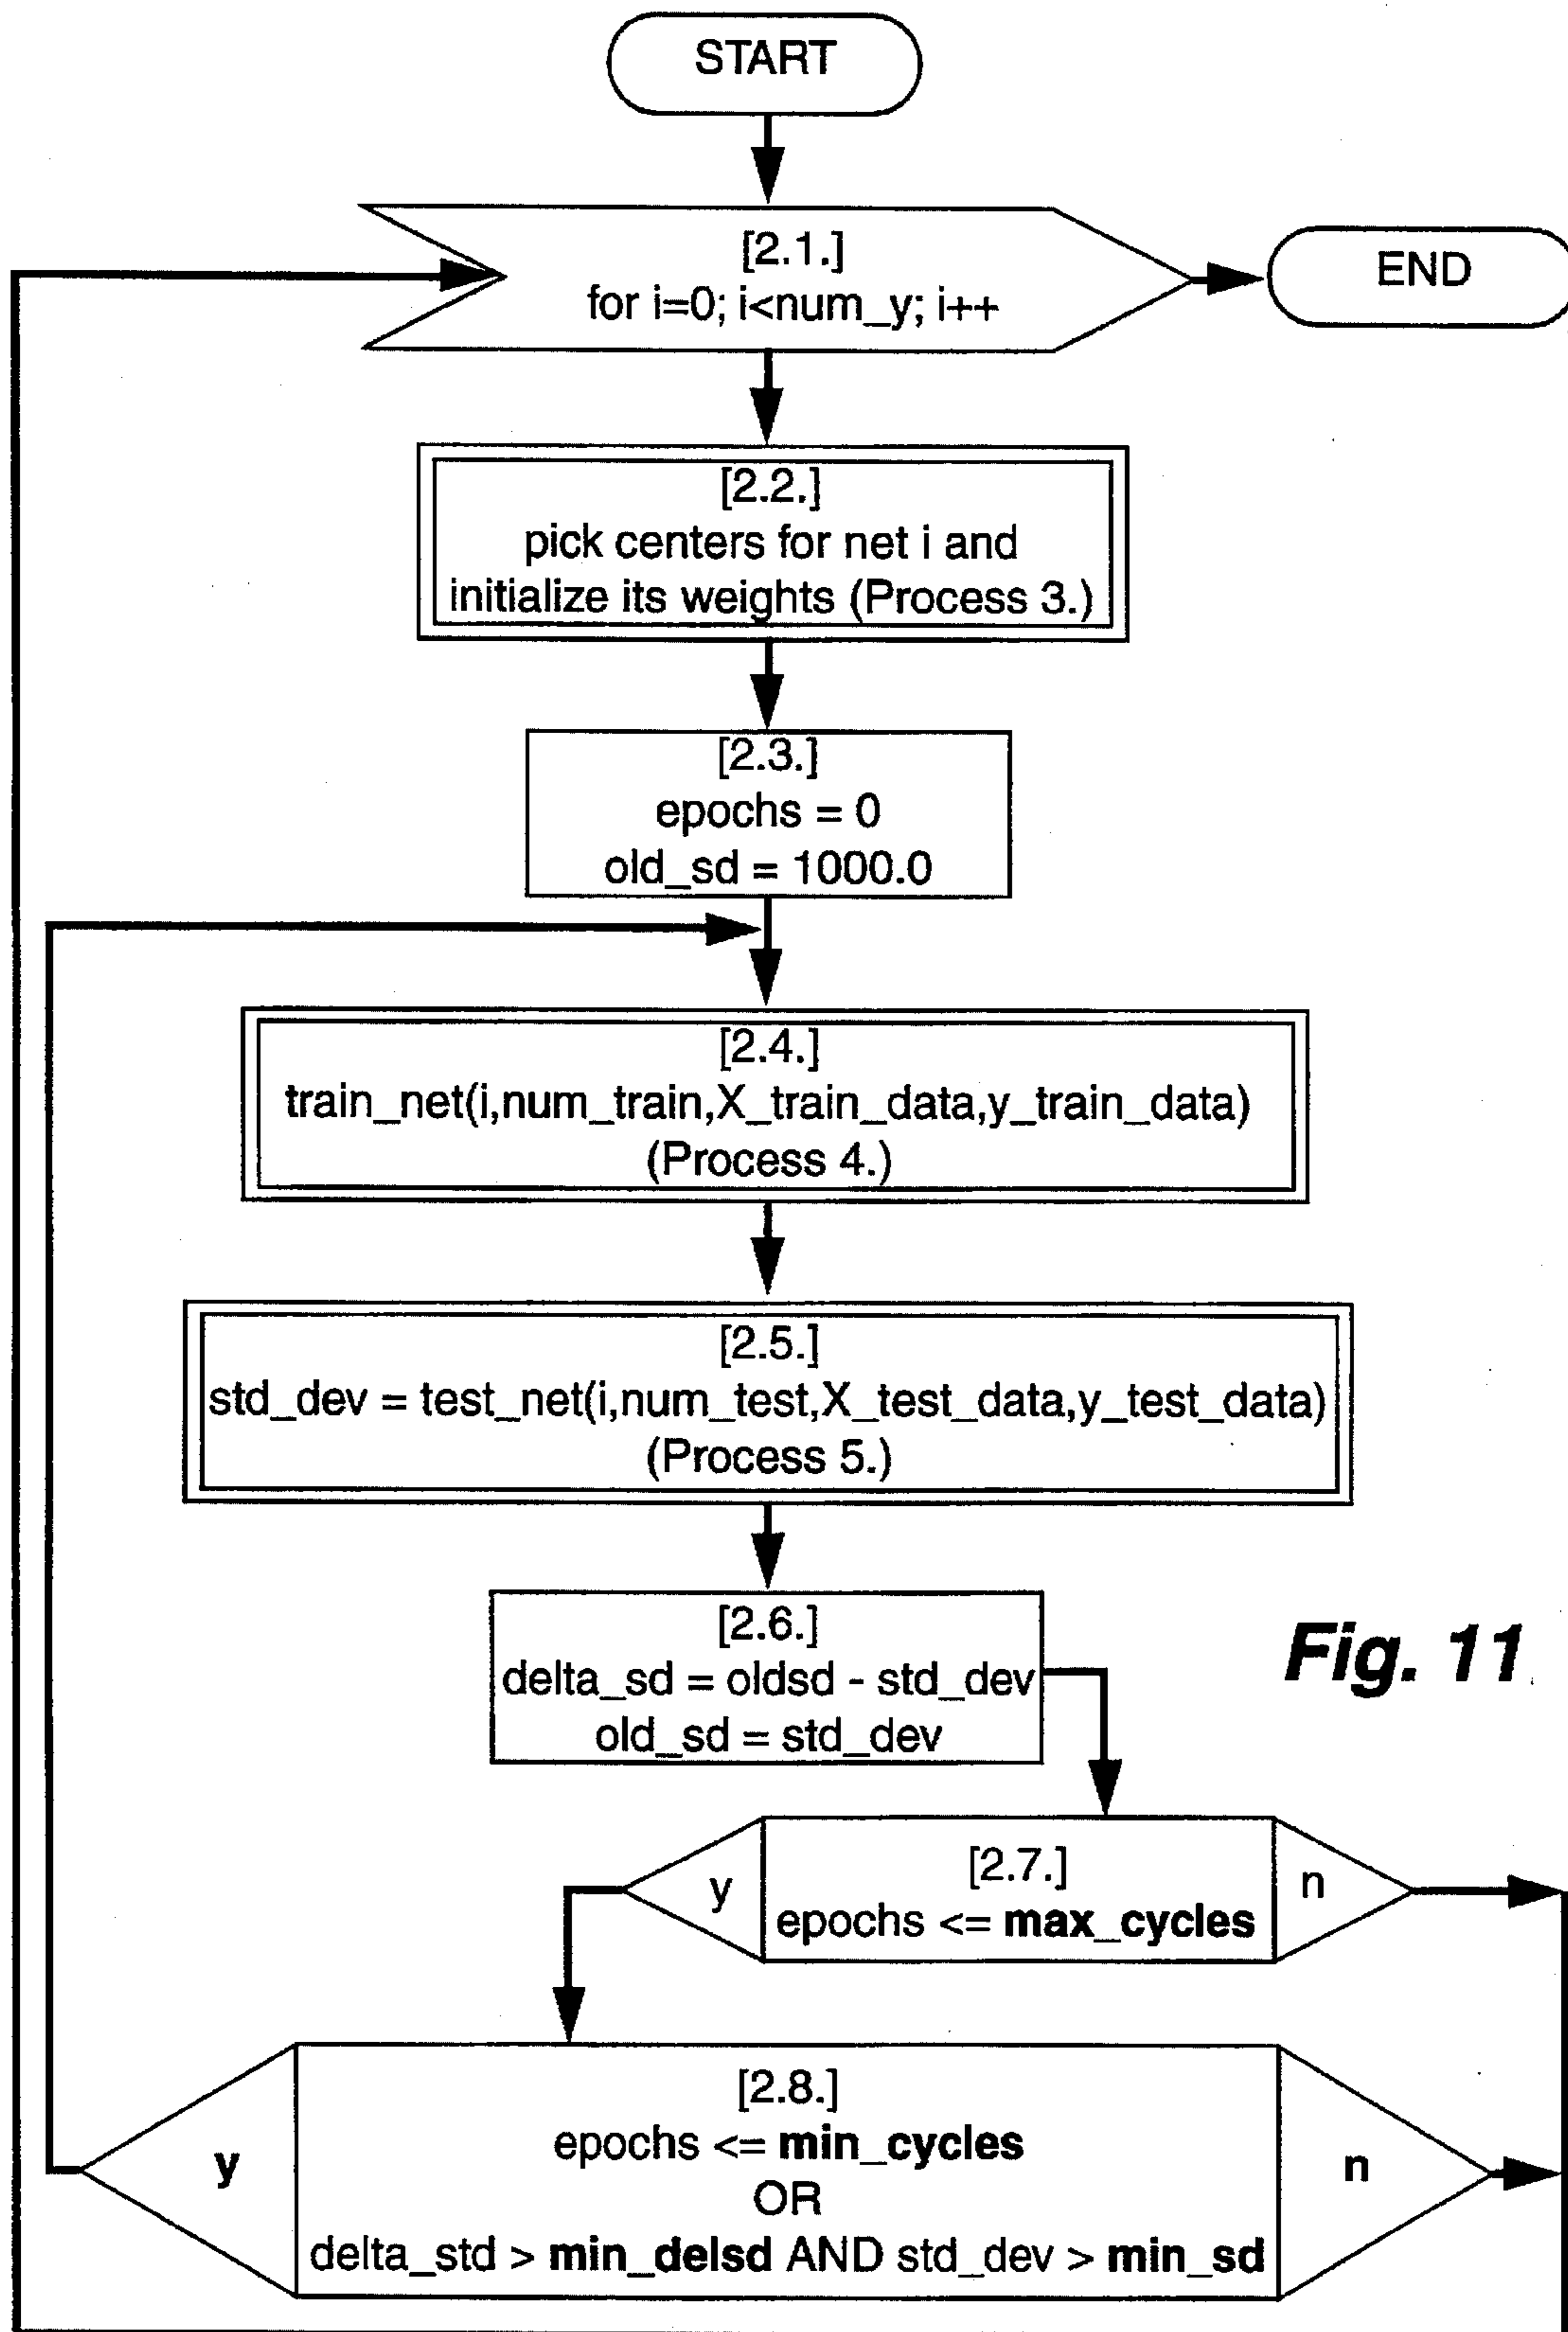 START
[2.1.]
for i=0; i<num_y; i++
END
[2.2.]
pick centers for net i and
initialize its weights (Process 3.)
[2.3.]
epochs = 0
old_sd = 1000.0
[2.4.]
train_net(i,num_train,X_train_data,y_train_data)
(Process 4.)
[2.5.]
std_dev = test_net(i,num_test,X_test_data,y_test_data)
(Process 5.)
[2.6.]
delta_sd = oldsd - std_dev
old_sd = std_dev
Fig. 11
y
[2.7.]
epochs <= max_cycles
n
y
[2.8.]
epochs <= min_cycles
OR
delta_std > min_delsd AND std_dev > min_sd
n